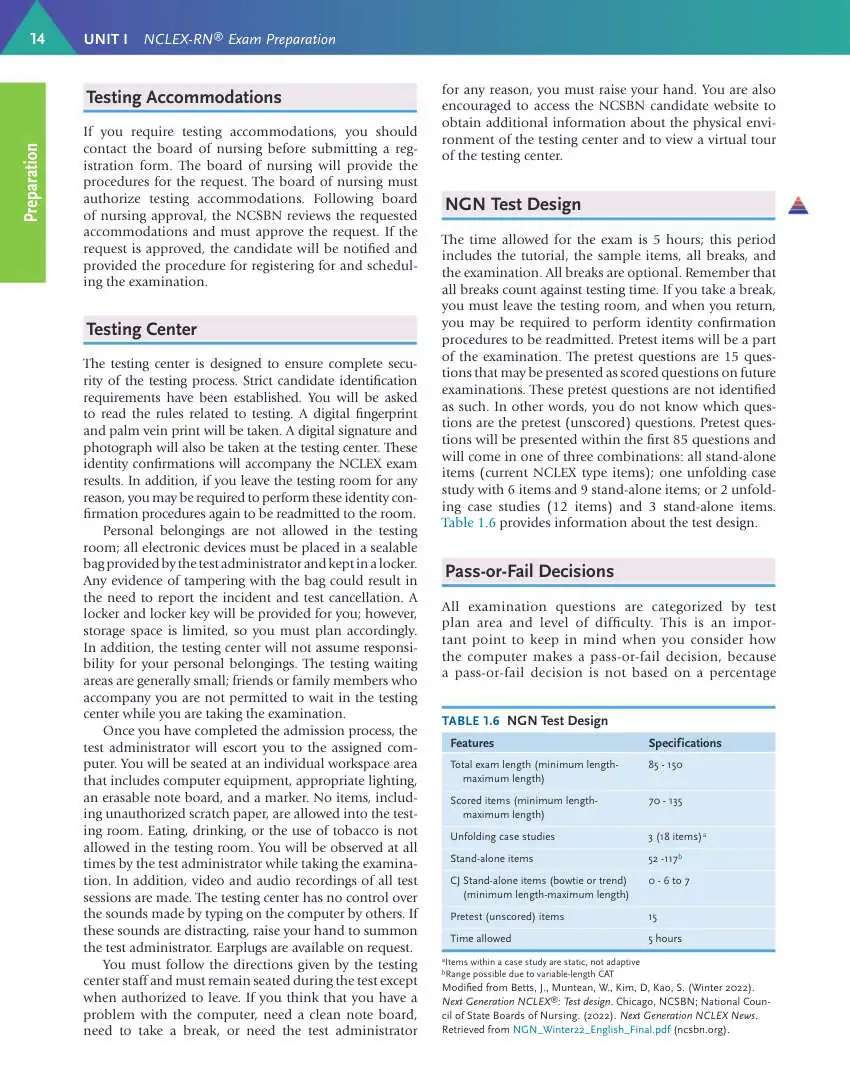 14
UNIT I NCLEX-RN® Exam Preparation
Preparation
Testing Accommodations
If you require testing accommodations, you should
contact the board of nursing before submitting a reg-
istration form. The board of nursing will provide the
procedures for the request. The board of nursing must
authorize testing accommodations. Following board
of nursing approval, the NCSBN reviews the requested
accommodations and must approve the request. If the
request is approved, the candidate will be notified and
provided the procedure for registering for and schedul-
ing the examination.
Testing Center
The testing center is designed to ensure complete secu-
rity of the testing process. Strict candidate identification
requirements have been established. You will be asked
to read the rules related to testing. A digital fingerprint
and palm vein print will be taken. A digital signature and
photograph will also be taken at the testing center. These
identity confirmations will accompany the NCLEX exam
results. In addition, if you leave the testing room for any
reason, you may be required to perform these identity con-
firmation procedures again to be readmitted to the room.
Personal belongings are not allowed in the testing
room; all electronic devices must be placed in a sealable
bag provided by the test administrator and kept in a locker.
Any evidence of tampering with the bag could result in
the need to report the incident and test cancellation. A
locker and locker key will be provided for you; however,
storage space is limited, so you must plan accordingly.
In addition, the testing center will not assume responsi-
bility for your personal belongings. The testing waiting
areas are generally small; friends or family members who
accompany you are not permitted to wait in the testing
center while you are taking the examination.
Once you have completed the admission process, the
test administrator will escort you to the assigned com-
puter. You will be seated at an individual workspace area
that includes computer equipment, appropriate lighting,
an erasable note board, and a marker. No items, includ-
ing unauthorized scratch paper, are allowed into the test-
ing room. Eating, drinking, or the use of tobacco is not
allowed in the testing room. You will be observed at all
times by the test administrator while taking the examina-
tion. In addition, video and audio recordings of all test
sessions are made. The testing center has no control over
the sounds made by typing on the computer by others. If
these sounds are distracting, raise your hand to summon
the test administrator. Earplugs are available on request.
You must follow the directions given by the testing
center staff and must remain seated during the test except
when authorized to leave. If you think that you have a
problem with the computer, need a clean note board,
need to take a break, or need the test administrator
for any reason, you must raise your hand. You are also
encouraged to access the NCSBN candidate website to
obtain additional information about the physical envi-
ronment of the testing center and to view a virtual tour
of the testing center.
NGN Test Design
The time allowed for the exam is 5 hours; this period
includes the tutorial, the sample items, all breaks, and
the examination. All breaks are optional. Remember that
all breaks count against testing time. If you take a break,
you must leave the testing room, and when you return,
you may be required to perform identity confirmation
procedures to be readmitted. Pretest items will be a part
of the examination. The pretest questions are 15 ques-
tions that may be presented as scored questions on future
examinations. These pretest questions are not identified
as such. In other words, you do not know which ques-
tions are the pretest (unscored) questions. Pretest ques-
tions will be presented within the first 85 questions and
will come in one of three combinations: all stand-alone
items (current NCLEX type items); one unfolding case
study with 6 items and 9 stand-alone items; or 2 unfold-
ing case studies (12 items) and 3 stand-alone items.
Table 1.6 provides information about the test design.
Pass-or-Fail Decisions
All examination questions are categorized by test
plan area and level of difficulty. This is an impor-
tant point to keep in mind when you consider how
the computer makes a pass-or-fail decision, because
a pass-or-fail decision is not based on a percentage
TABLE 1.6 NGN Test Design
Features Specifications
Total exam length (minimum length- 85 - 150
maximum length)
Scored items (minimum length- 70 - 135
maximum length)
Unfolding case studies 3 (18 items)ᵃ
Stand-alone items 52 -117ᵇ
CJ Stand-alone items (bowtie or trend) 0 - 6 to 7
(minimum length-maximum length)
Pretest (unscored) items 15
Time allowed 5 hours
ᵃItems within a case study are static, not adaptive
ᵇRange possible due to variable-length CAT
Modified from Betts, J., Muntean, W., Kim, D, Kao, S. (Winter 2022).
Next Generation NCLEX®: Test design. Chicago, NCSBN; National Coun-
cil of State Boards of Nursing. (2022). Next Generation NCLEX News.
Retrieved from NGN_Winter22_English_Final.pdf (ncsbn.org).